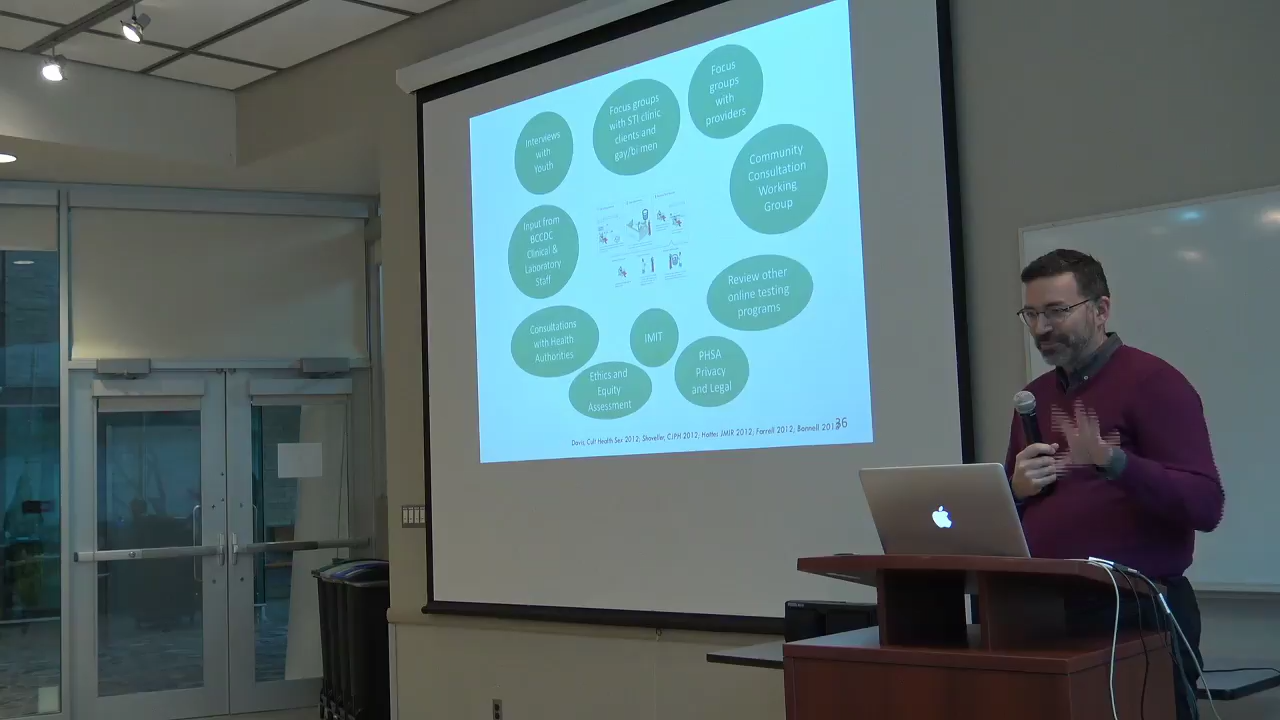 Interviews
with
Youth
Focus groups
with STI clinic
clients and
gay/bi men
Focus
groups
with
providers
Community
Consultation
Working
Group
Input from
BCCDC
Clinical &
Laboratory
Staff
Review other
online testing
programs
Consultations
with Health
Authorities
IMIT
PHSA
Privacy
and Legal
Ethics and
Equity
Assessment
Davis, Cult Health Sex 2012; Shoveller, CJPH 2012; Hottes JMIR 2012; Farrell 2012; Bannell
36